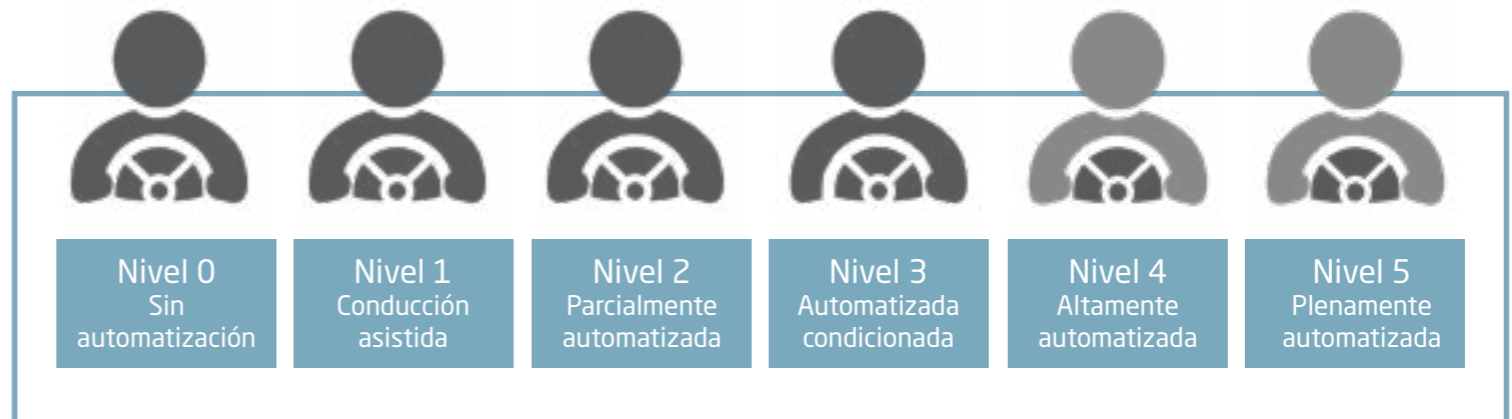 Nivel 0
Sin
automatización
Nivel 1
Conducción
asistida
Nivel 2
Parcialmente
automatizada
Nivel 3
Automatizada
condicionada
Nivel 4
Altamente
automatizada
Nivel 5
Plenamente
automatizada